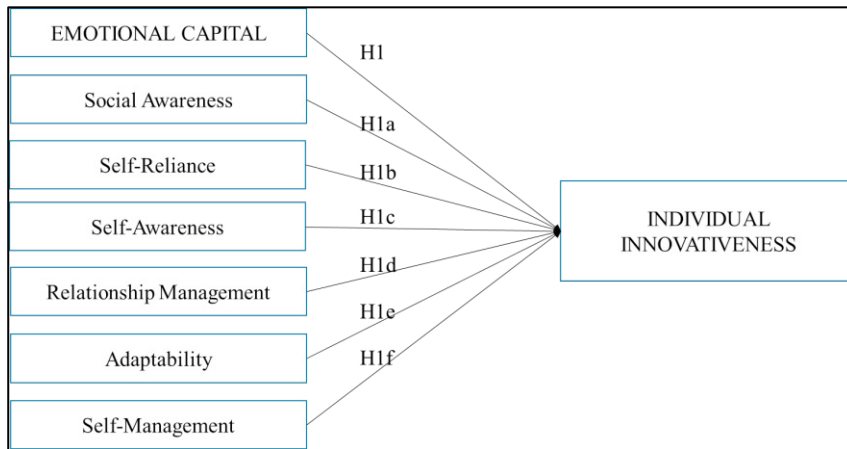 EMOTIONAL CAPITAL
H1
Social Awareness
H1a
Self-Reliance
H1b
Self-Awareness
H1c
Relationship Management
H1d
Adaptability
H1e
Self-Management
H1f
INDIVIDUAL
INNOVATIVENESS